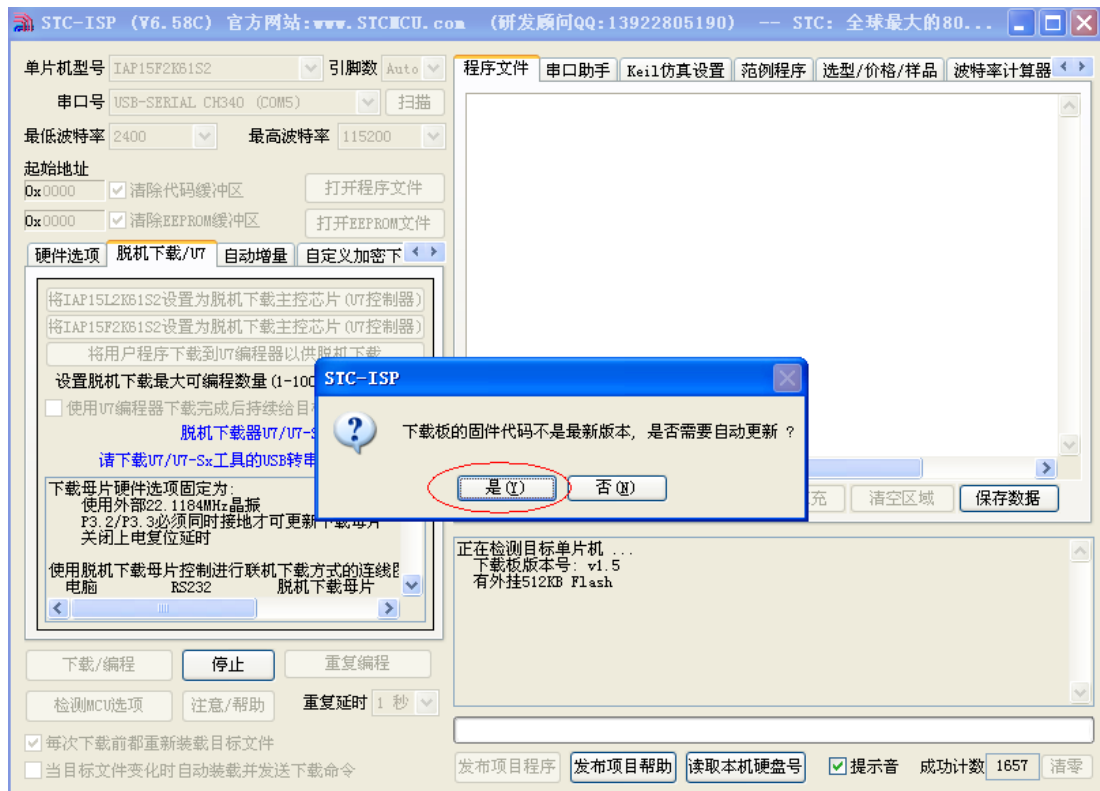 STC-ISP (V6.58C) 官方网站:www.STCMCU.com (研发顾问QQ:13922805190) -- STC: 全球最大的80...
单片机型号 IAP15F2K61S2 引脚数 Auto
串口号 USB-SERIAL CH340 (COM5) 扫描
最低波特率 2400 最高波特率 115200
起始地址
0x0000 清除代码缓冲区 打开程序文件
0x0000 清除EEPROM缓冲区 打开EEPROM文件
硬件选项 脱机下载/U7 自动增量 自定义加密下
将IAP15L2K61S2设置为脱机下载主控芯片(U7控制器)
将IAP15F2K61S2设置为脱机下载主控芯片(U7控制器)
将用户程序下载到U7编程器以供脱机下载
设置脱机下载最大可编程数量(1-100
使用U7编程器下载完成后持续给目
脱机下载器U7/U7-S
请下载U7/U7-Sx工具的USB转串
下载母片硬件选项固定为:
使用外部22.1184MHz晶振
P3.2/P3.3必须同时接地才可更新下载母片
关闭上电复位延时
使用脱机下载母片控制进行联机下载方式的连线图
电脑 RS232 脱机下载母片
下载/编程 停止 重复编程
检测MCU选项 注意/帮助 重复延时 1 秒
每次下载前都重新装载目标文件
当目标文件变化时自动装载并发送下载命令
程序文件 串口助手 Keil仿真设置 范例程序 选型/价格/样品 波特率计算器
STC-ISP
下载板的固件代码不是最新版本,是否需要自动更新 ?
是(Y) 否(N)
充 清空区域 保存数据
正在检测目标单片机 ...
下载板版本号: v1.5
有外挂512KB Flash
发布项目程序 发布项目帮助 读取本机硬盘号 提示音 成功计数 1657 清零